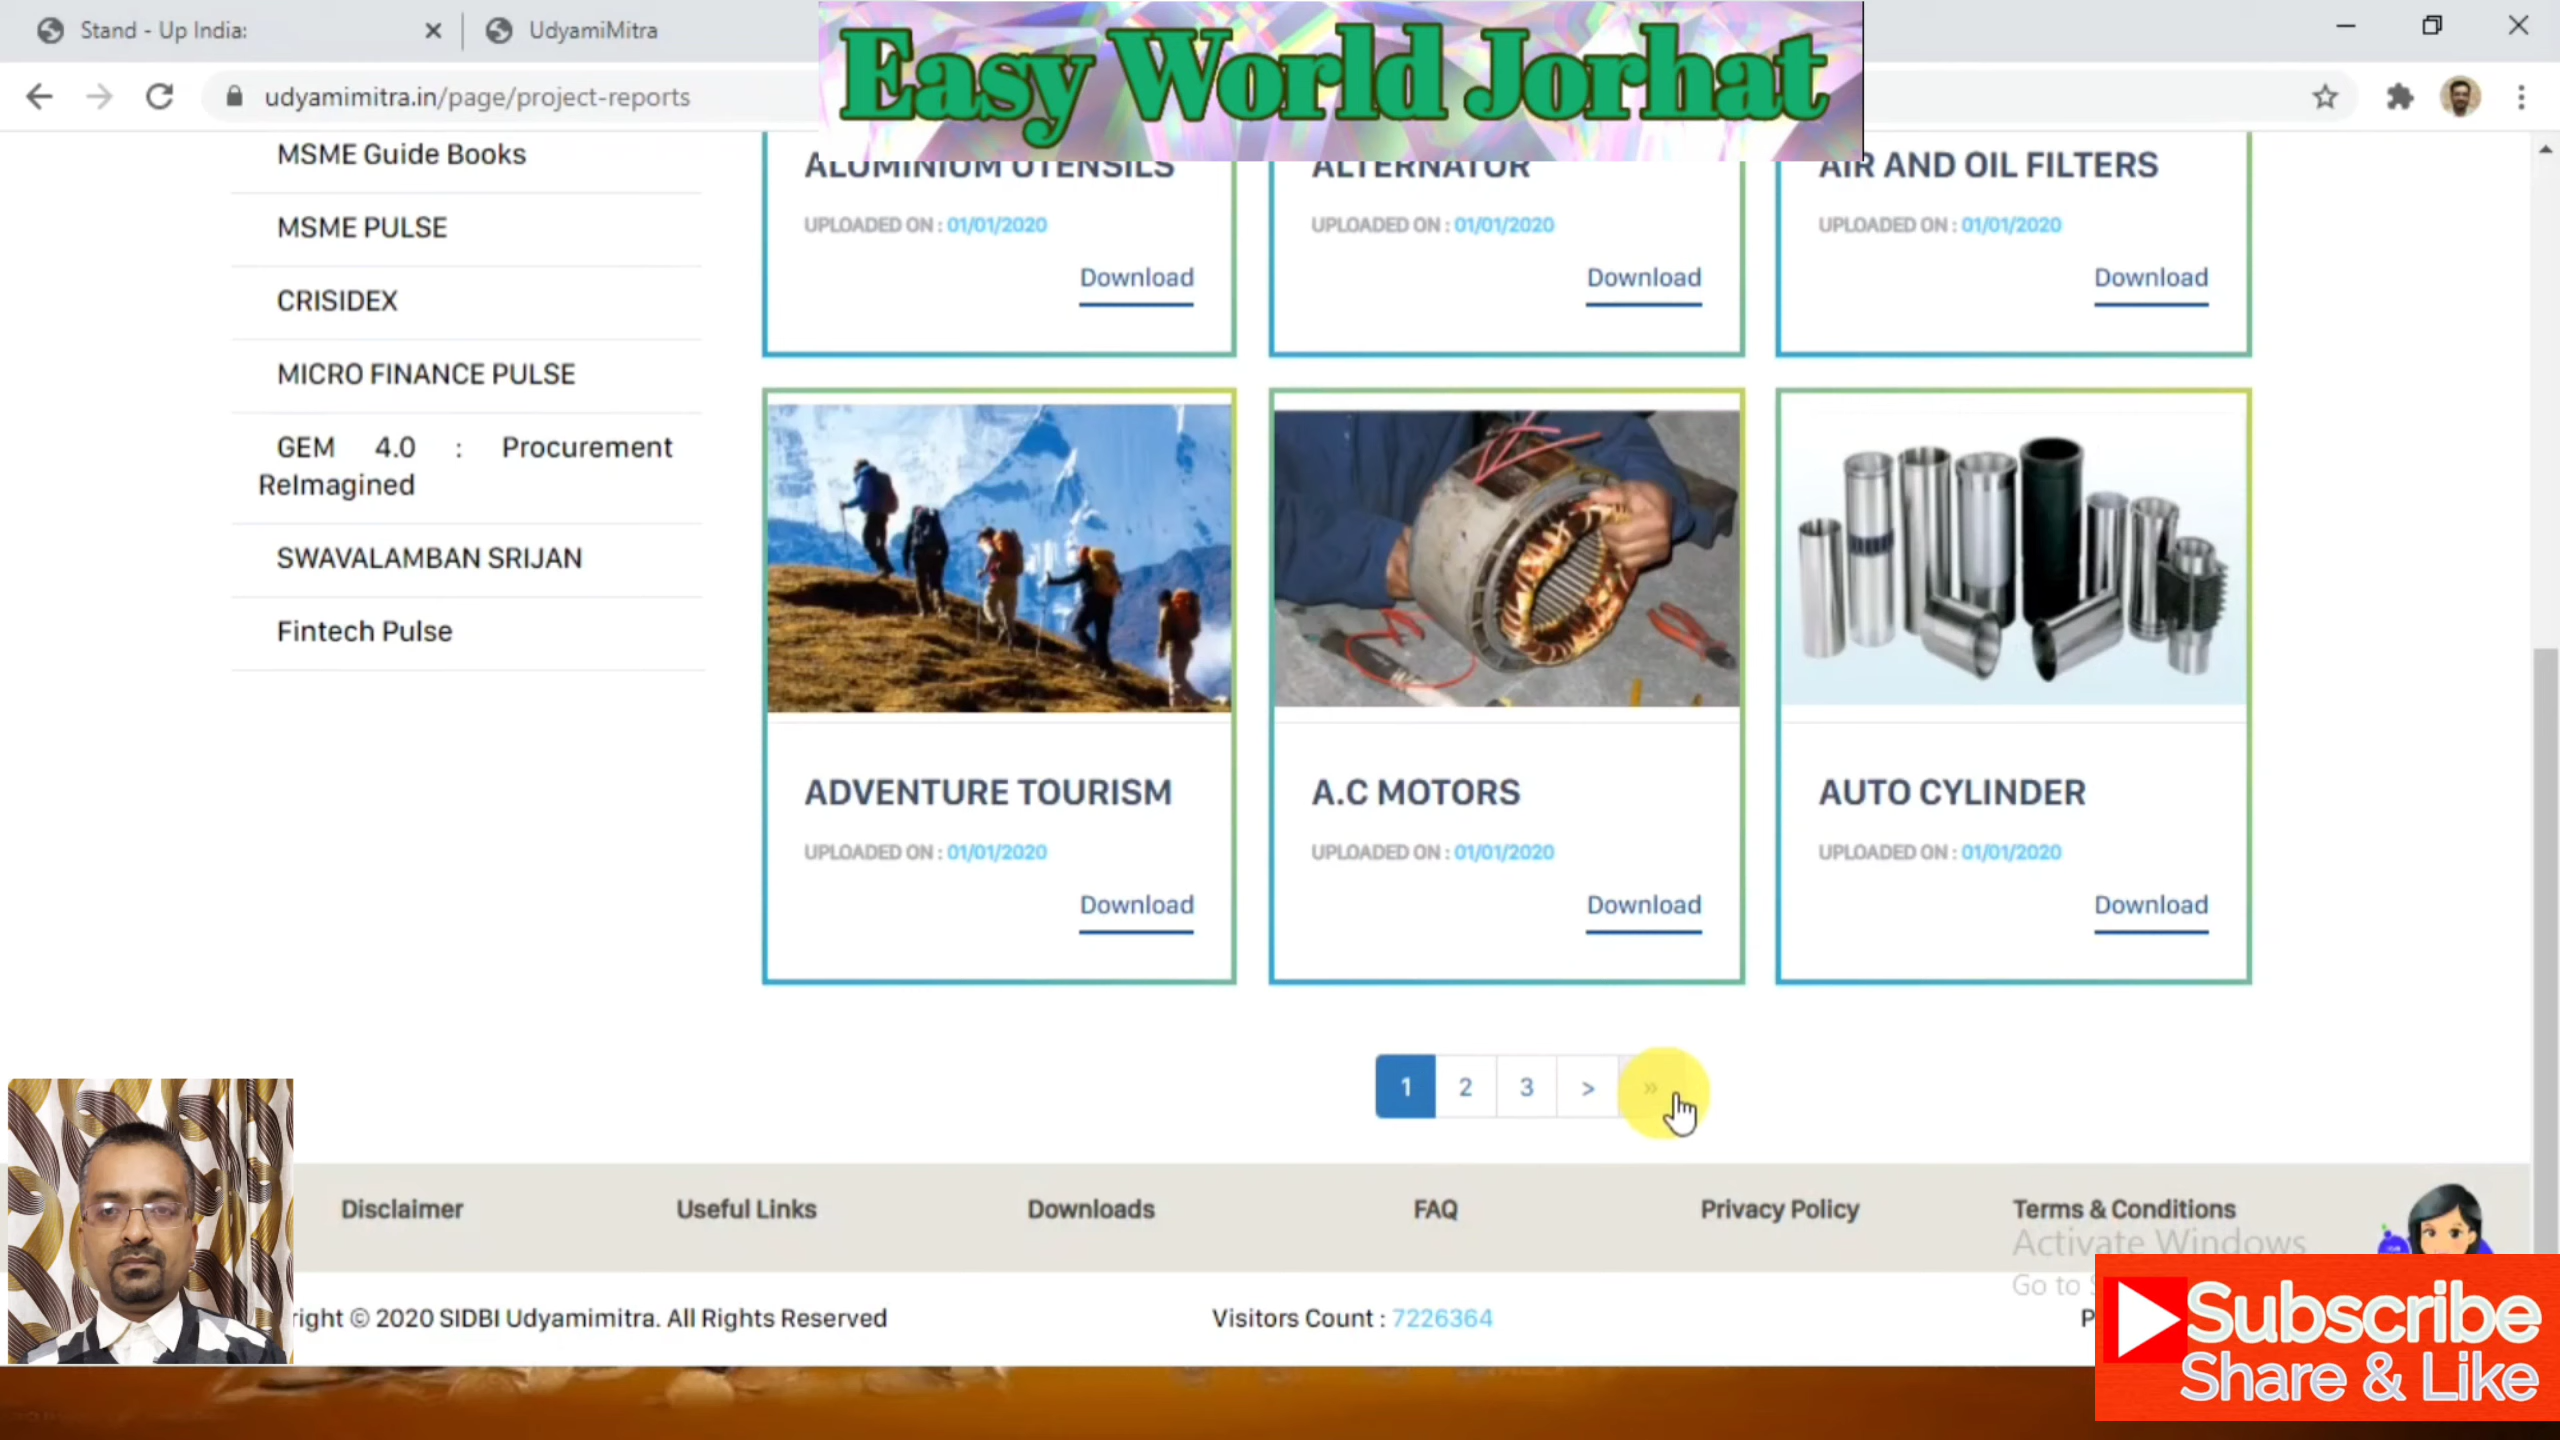 Stand - Up India:
UdyamiMitra
Easy World Jorhat
udyamimitra.in/page/project-reports
MSME Guide Books
MSME PULSE
CRISIDEX
MICRO FINANCE PULSE
GEM 4.0 : Procurement
ReImagined
SWAVALAMBAN SRIJAN
Fintech Pulse
ALUMINIUM UTENSILS
UPLOADED ON : 01/01/2020
Download
ALTERNATOR
UPLOADED ON : 01/01/2020
Download
AIR AND OIL FILTERS
UPLOADED ON : 01/01/2020
Download
ADVENTURE TOURISM
UPLOADED ON : 01/01/2020
Download
A.C MOTORS
UPLOADED ON : 01/01/2020
Download
AUTO CYLINDER
UPLOADED ON : 01/01/2020
Download
1 2 3 > »
Disclaimer Useful Links Downloads FAQ Privacy Policy Terms & Conditions
Activate Windows
Go to
right © 2020 SIDBI Udyamimitra. All Rights Reserved
Visitors Count : 7226364
Subscribe
Share & Like